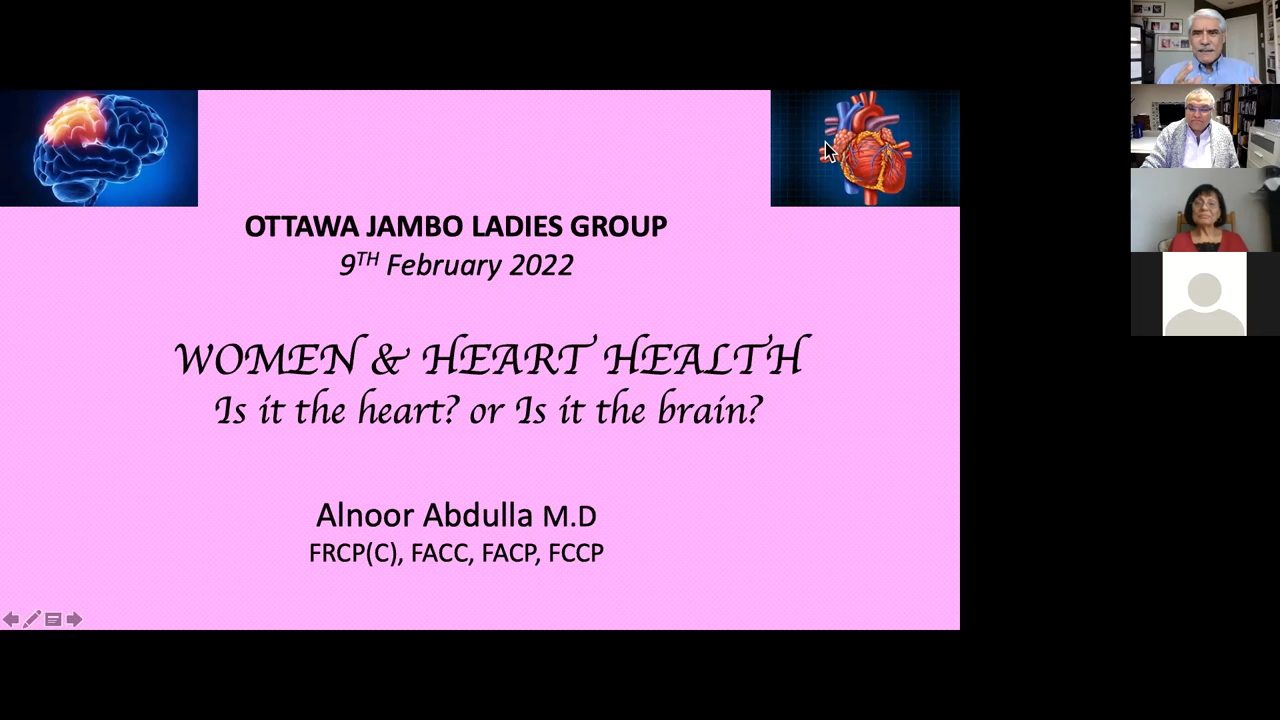 OTTAWA JAMBO LADIES GROUP
9TH February 2022
WOMEN & HEART HEALTH
Is it the heart? or Is it the brain?
Alnoor Abdulla M.D
FRCP(C), FACC, FACP, FCCP